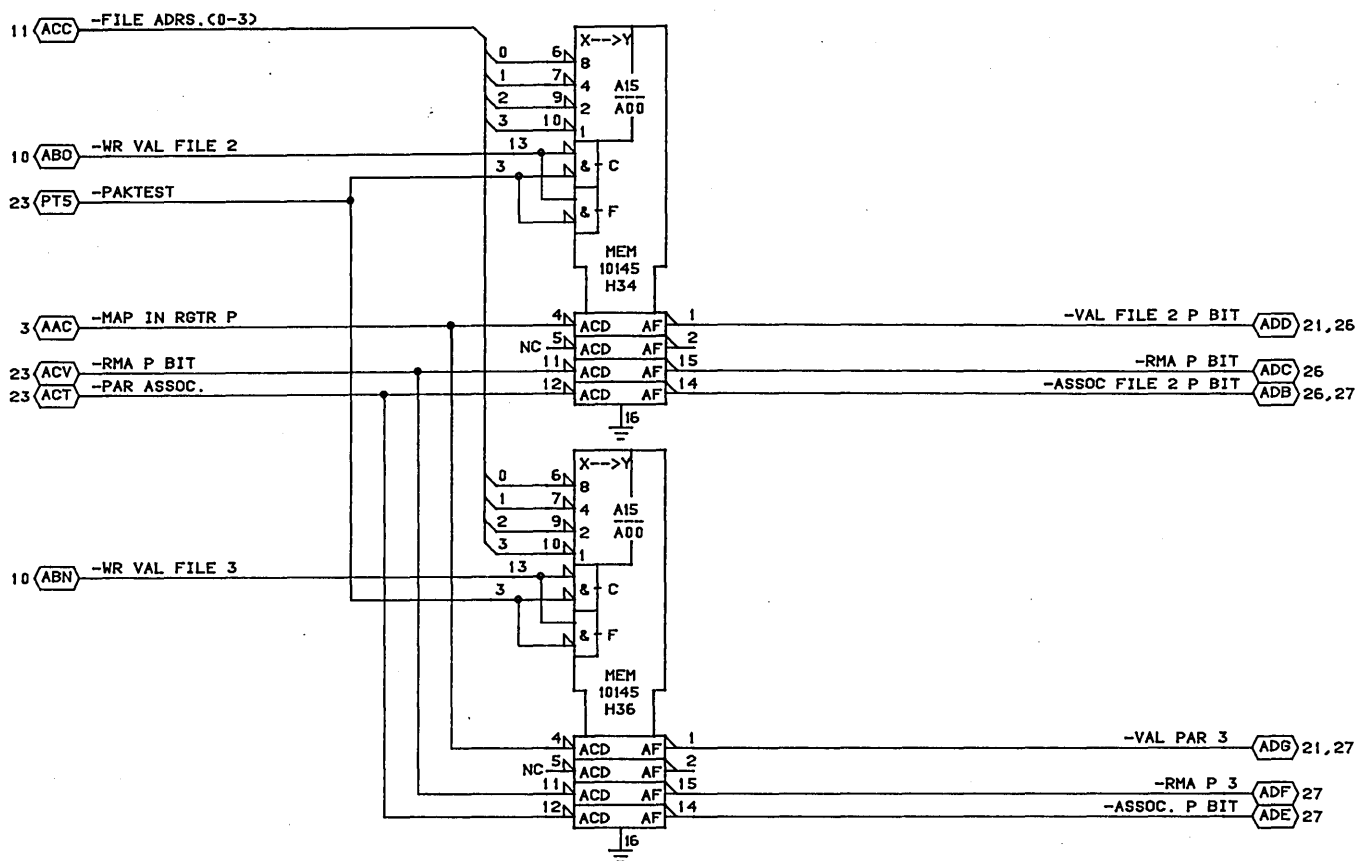 11 ACC -FILE ADRS.(0-3)
X-->Y
0 6 8
1 7 4
A15
A00
2 9 2
3 10 1
10 ABO -WR VAL FILE 2 13
& C
3
23 PT5 -PAKTEST
& F
MEM
10145
H34
3 AAC -MAP IN RGTR P 4 ACD AF 1 -VAL FILE 2 P BIT ADD 21,26
NC 5 ACD AF 2
23 ACV -RMA P BIT 11 ACD AF 15 -RMA P BIT ADC 26
23 ACT -PAR ASSOC. 12 ACD AF 14 -ASSOC FILE 2 P BIT ADB 26,27
16
X-->Y
0 6 8
1 7 4
A15
A00
2 9 2
3 10 1
10 ABN -WR VAL FILE 3 13
& C
3
& F
MEM
10145
H36
4 ACD AF 1 -VAL PAR 3 ADG 21,27
NC 5 ACD AF 2
11 ACD AF 15 -RMA P 3 ADF 27
12 ACD AF 14 -ASSOC. P BIT ADE 27
16